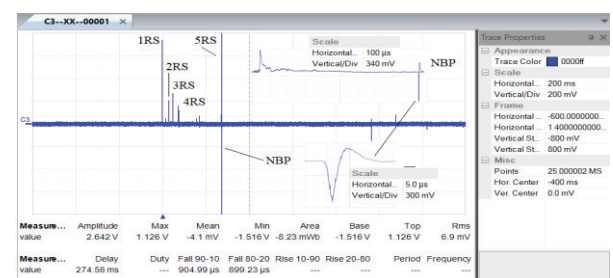 C3--XX--00001 ×
1RS
5RS
2RS
3RS
4RS
Scale
Horizontal... 100 µs
Vertical/Div 340 mV
NBP
C3
NBP
Scale
Horizontal... 5.0 µs
Vertical/Div 300 mV
Measure... Amplitude Max Mean Min Area Base Top Rms
value 2.642 V 1.126 V -4.1 mV -1.516 V -8.23 mWb -1.516 V 1.126 V 6.9 mV
Measure... Delay Duty Fall 90-10 Fall 80-20 Rise 10-90 Rise 20-80 Period Frequency
value 274.58 ms --- 904.99 µs 899.23 µs --- --- --- ---
Trace Properties
Appearance
Trace Color 0000ff
Scale
Horizontal... 200 ms
Vertical/Div 200 mV
Frame
Horizontal ... -600.0000000...
Horizontal ... 1.4000000000...
Vertical St... -800 mV
Vertical St... 800 mV
Misc
Points 25.000002 MS
Hor. Center -400 ms
Ver. Center 0.0 mV